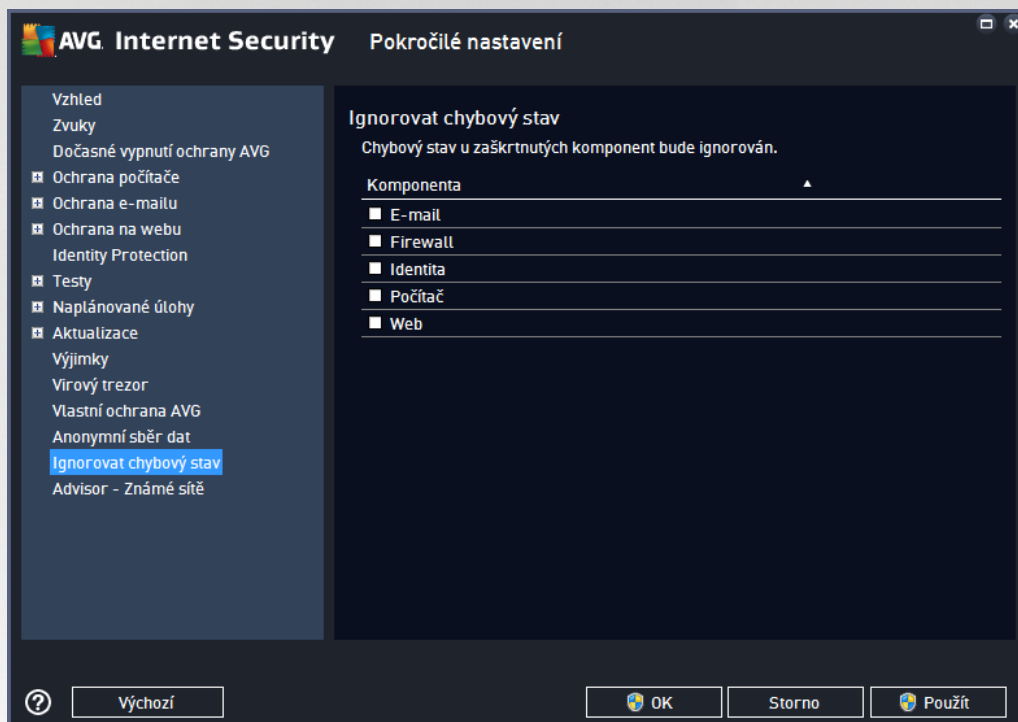 AVG. Internet Security Pokročilé nastavení
Vzhled
Zvuky
Dočasné vypnutí ochrany AVG
Ochrana počítače
Ochrana e-mailu
Ochrana na webu
Identity Protection
Testy
Naplánované úlohy
Aktualizace
Výjimky
Virový trezor
Vlastní ochrana AVG
Anonymní sběr dat
Ignorovat chybový stav
Advisor - Známé sítě
Ignorovat chybový stav
Chybový stav u zaškrtnutých komponent bude ignorován.
Komponenta
E-mail
Firewall
Identita
Počítač
Web
? Výchozí OK Storno Použít